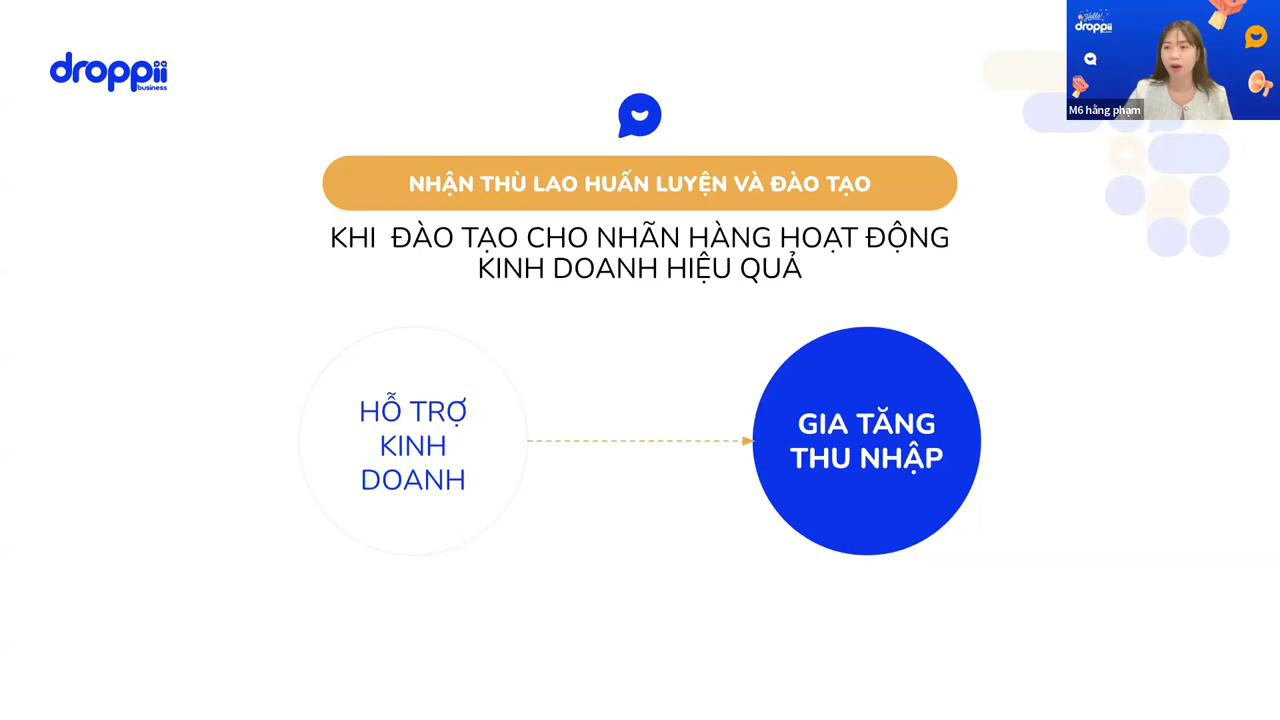 droppii
business
NHẬN THÙ LAO HUẤN LUYỆN VÀ ĐÀO TẠO
KHI ĐÀO TẠO CHO NHÃN HÀNG HOẠT ĐỘNG
KINH DOANH HIỆU QUẢ
HỖ TRỢ
KINH
DOANH
GIA TĂNG
THU NHẬP
Hello!
droppii
M6 hằng phạm